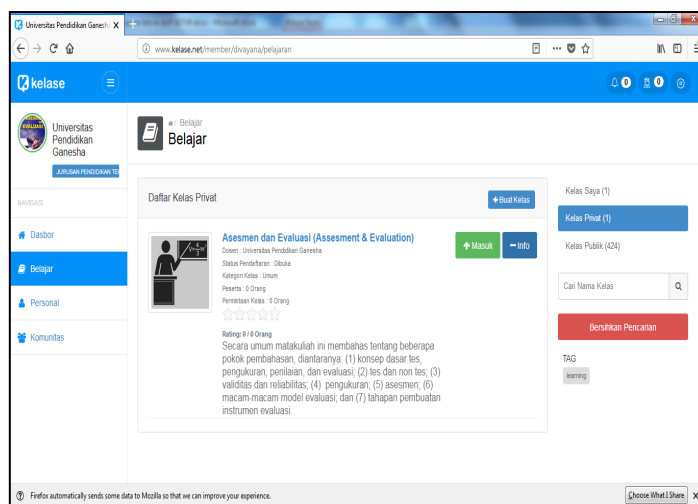 Universitas Pendidikan Ganesh
www.kelase.net/member/divayana/pelajaran
kelase
0
0
EVALUASI
Universitas
Pendidikan
Ganesha
JURUSAN PENDIDIKAN TE
/ Belajar
Belajar
NAVIGASI
Dasbor
Belajar
Personal
Komunitas
Daftar Kelas Privat
Buat Kelas
Asesmen dan Evaluasi (Assesment & Evaluation)
Dosen : Universitas Pendidikan Ganesha
Status Pendaftaran : Dibuka
Kategori Kelas : Umum
Peserta : 0 Orang
Permintaan Kelas : 0 Orang
Masuk
Info
Rating: 0 / 0 Orang
Secara umum matakuliah ini membahas tentang beberapa
pokok pembahasan, diantaranya: (1) konsep dasar tes,
pengukuran, penilaian, dan evaluasi; (2) tes dan non tes; (3)
validitas dan reliabilitas; (4) pengukuran; (5) asesmen; (6)
macam-macam model evaluasi; dan (7) tahapan pembuatan
instrumen evaluasi.
Kelas Saya (1)
Kelas Privat (1)
Kelas Publik (424)
Cari Nama Kelas
Bersihkan Pencarian
TAG
learning
Firefox automatically sends some data to Mozilla so that we can improve your experience.
Choose What I Share